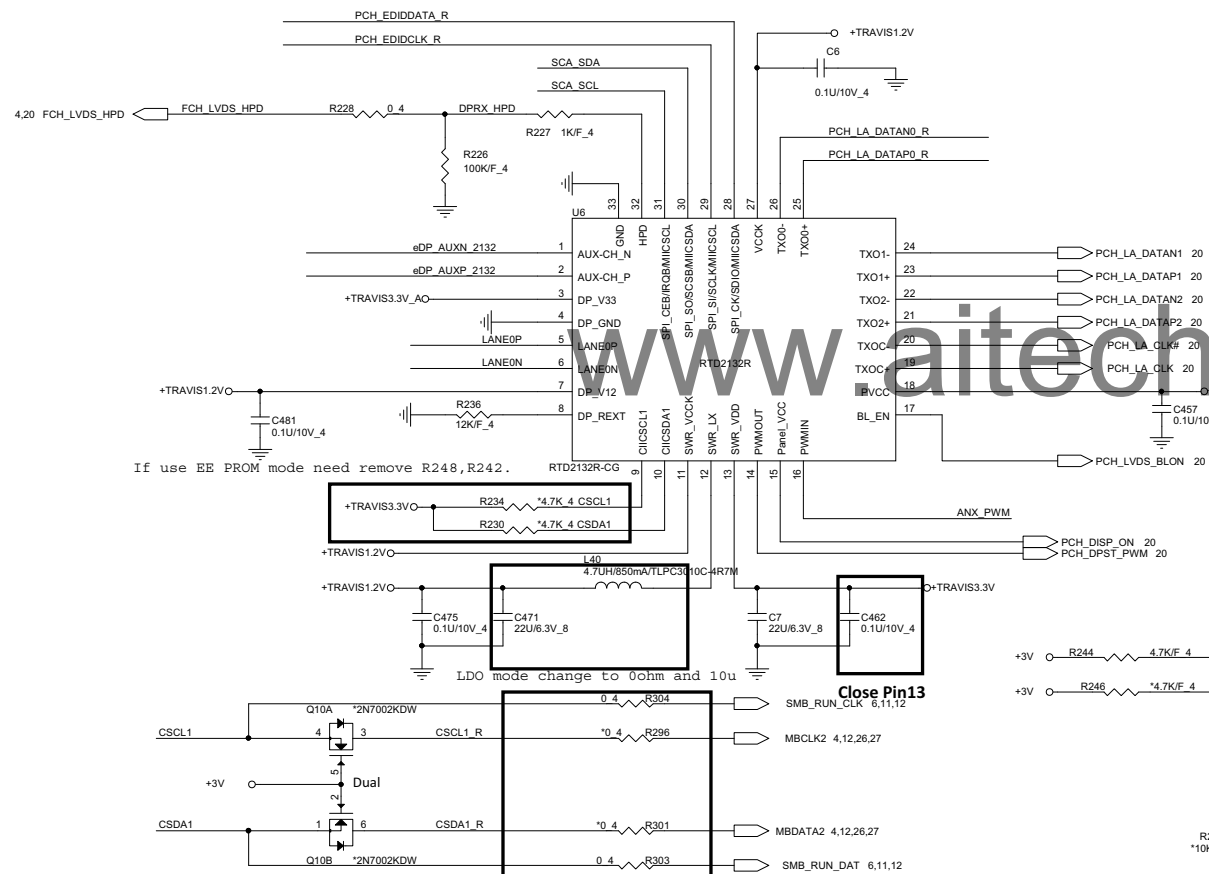 PCH_EDIDDATA_R
PCH_EDIDCLK_R
+TRAVIS1.2V
C6
0.1U/10V_4
SCA_SDA
SCA_SCL
4,20 FCH_LVDS_HPD
FCH_LVDS_HPD
R228 0_4
DPRX_HPD
R227 1K/F_4
R226
100K/F_4
PCH_LA_DATAN0_R
PCH_LA_DATAP0_R
33 32 31 30 29 28 27 26 25
U6
GND
HPD
SPI_CEB/IRQB/MIICSCL
SPI_SO/SCSB/MIICSDA
SPI_SI/SCLK/MIICSCL
SPI_CK/SDIO/MIICSDA
VCCK
TXO0-
TXO0+
eDP_AUXN_2132 1 AUX-CH_N
eDP_AUXP_2132 2 AUX-CH_P
+TRAVIS3.3V_A 3 DP_V33
4 DP_GND
LANE0P 5 LANE0P
LANE0N 6 LANE0N
+TRAVIS1.2V 7 DP_V12
R236 8 DP_REXT
12K/F_4
C481
0.1U/10V_4
TXO1- 24 PCH_LA_DATAN1 20
TXO1+ 23 PCH_LA_DATAP1 20
TXO2- 22 PCH_LA_DATAN2 20
TXO2+ 21 PCH_LA_DATAP2 20
TXOC- 20 PCH_LA_CLK# 20
TXOC+ 19 PCH_LA_CLK 20
PVCC 18
BL_EN 17
C457
0.1U/10
PCH_LVDS_BLON 20
www.aitech
RTD2132R
CIICSCL1
CIICSDA1
SWR_VCCK
SWR_LX
SWR_VDD
PWMOUT
Panel_VCC
PWMIN
RTD2132R-CG
9 10 11 12 13 14 15 16
If use EE PROM mode need remove R248,R242.
+TRAVIS3.3V
R234 *4.7K_4 CSCL1
R230 *4.7K_4 CSDA1
ANX_PWM
PCH_DISP_ON 20
PCH_DPST_PWM 20
+TRAVIS1.2V
L40
4.7UH/850mA/TLPC3010C-4R7M
+TRAVIS1.2V
C475
0.1U/10V_4
C471
22U/6.3V_8
C7
22U/6.3V_8
C462
0.1U/10V_4
+TRAVIS3.3V
LDO mode change to 0ohm and 10u
Close Pin13
+3V R244 4.7K/F_4
+3V R246 *4.7K/F_4
Q10A *2N7002KDW
0_4 R304 SMB_RUN_CLK 6,11,12
CSCL1 4 3 CSCL1_R *0_4 R296 MBCLK2 4,12,26,27
5
+3V Dual
2
CSDA1 1 6 CSDA1_R *0_4 R301 MBDATA2 4,12,26,27
Q10B *2N7002KDW
0_4 R303 SMB_RUN_DAT 6,11,12
*10K